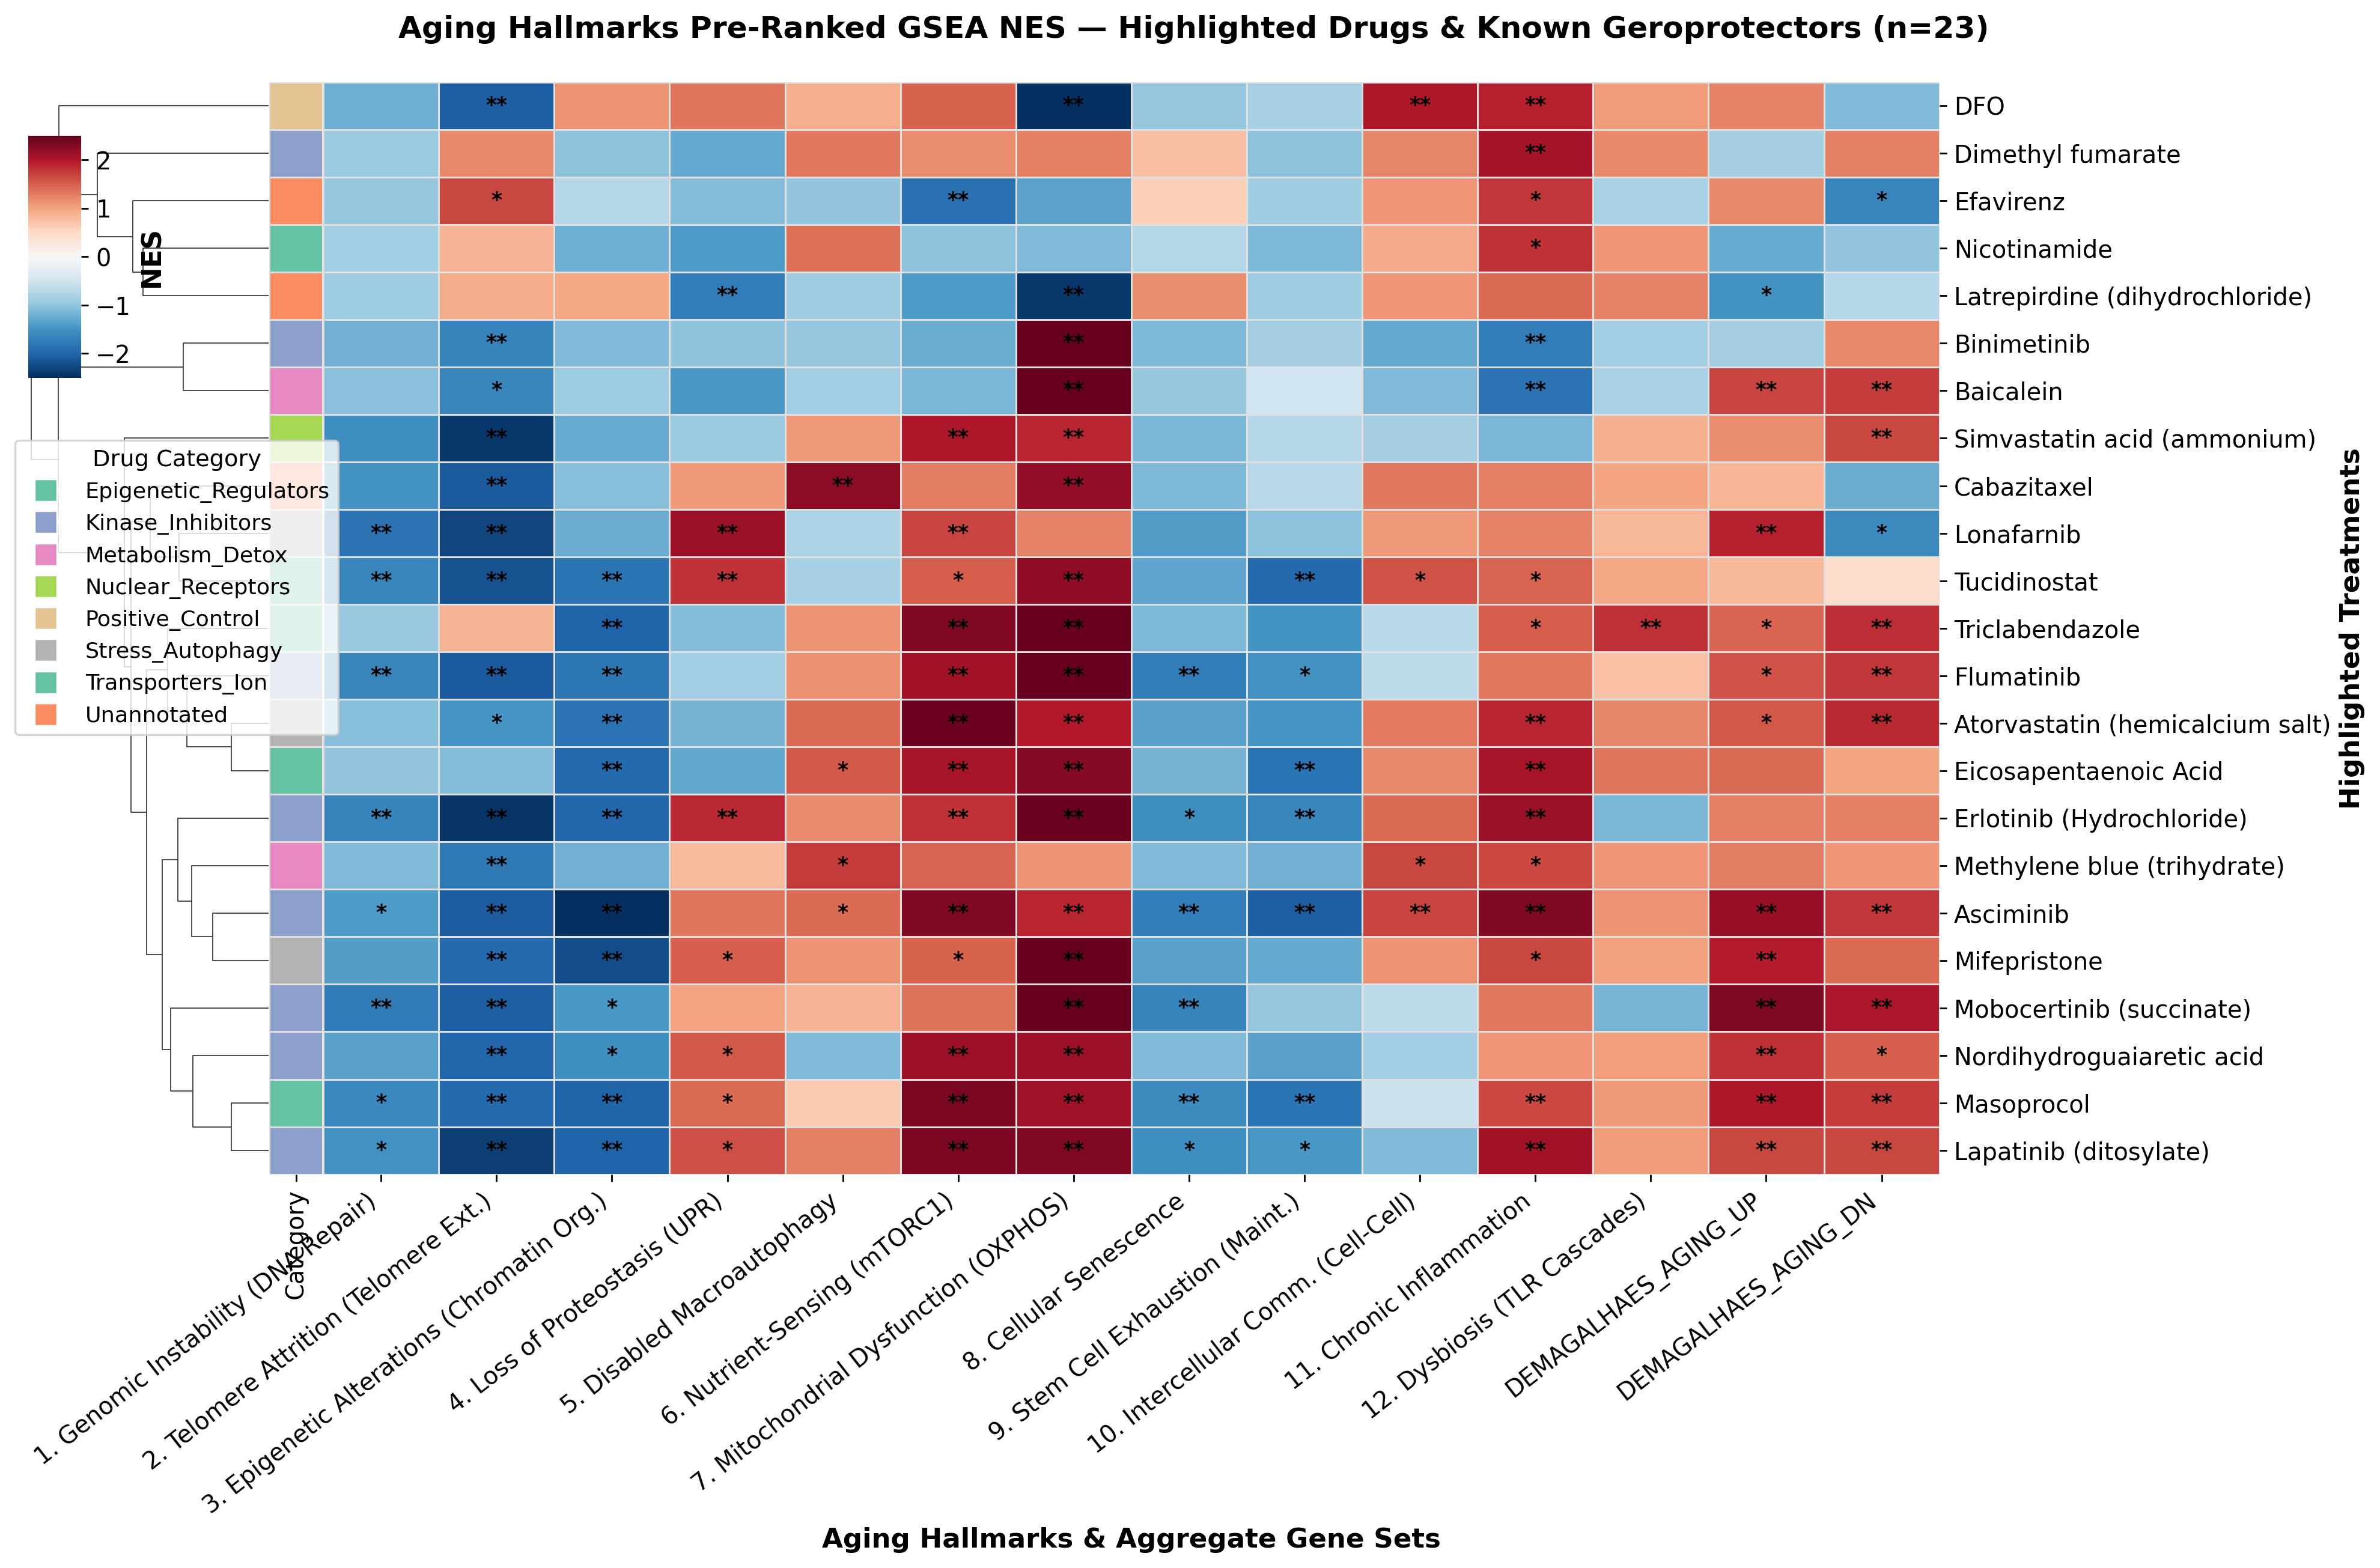 Aging Hallmarks Pre-Ranked GSEA NES — Highlighted Drugs & Known Geroprotectors (n=23)
2
1
0
−1
−2
NES
Drug Category
Epigenetic_Regulators
Kinase_Inhibitors
Metabolism_Detox
Nuclear_Receptors
Positive_Control
Stress_Autophagy
Transporters_Ion
Unannotated
** ** ** ** DFO
** Dimethyl fumarate
* ** * * Efavirenz
* Nicotinamide
** ** * Latrepirdine (dihydrochloride)
** ** ** Binimetinib
* ** ** ** ** Baicalein
** ** ** ** Simvastatin acid (ammonium)
** ** ** Cabazitaxel
** ** ** ** ** * Lonafarnib
** ** ** ** * ** ** * * Tucidinostat
** ** ** * ** * ** Triclabendazole
** ** ** ** ** ** * * ** Flumatinib
* ** ** ** ** * ** Atorvastatin (hemicalcium salt)
** * ** ** ** ** Eicosapentaenoic Acid
** ** ** ** ** ** * ** ** Erlotinib (Hydrochloride)
** * * * Methylene blue (trihydrate)
* ** ** * ** ** ** ** ** ** ** ** Asciminib
** ** * * ** * ** Mifepristone
** ** * ** ** ** ** Mobocertinib (succinate)
** * * ** ** ** * Nordihydroguaiaretic acid
* ** ** * ** ** ** ** ** ** ** Masoprocol
* ** ** * ** ** * * ** ** ** Lapatinib (ditosylate)
Highlighted Treatments
Category
1. Genomic Instability (DNA Repair)
2. Telomere Attrition (Telomere Ext.)
3. Epigenetic Alterations (Chromatin Org.)
4. Loss of Proteostasis (UPR)
5. Disabled Macroautophagy
6. Nutrient-Sensing (mTORC1)
7. Mitochondrial Dysfunction (OXPHOS)
8. Cellular Senescence
9. Stem Cell Exhaustion (Maint.)
10. Intercellular Comm. (Cell-Cell)
11. Chronic Inflammation
12. Dysbiosis (TLR Cascades)
DEMAGALHAES_AGING_UP
DEMAGALHAES_AGING_DN
Aging Hallmarks & Aggregate Gene Sets